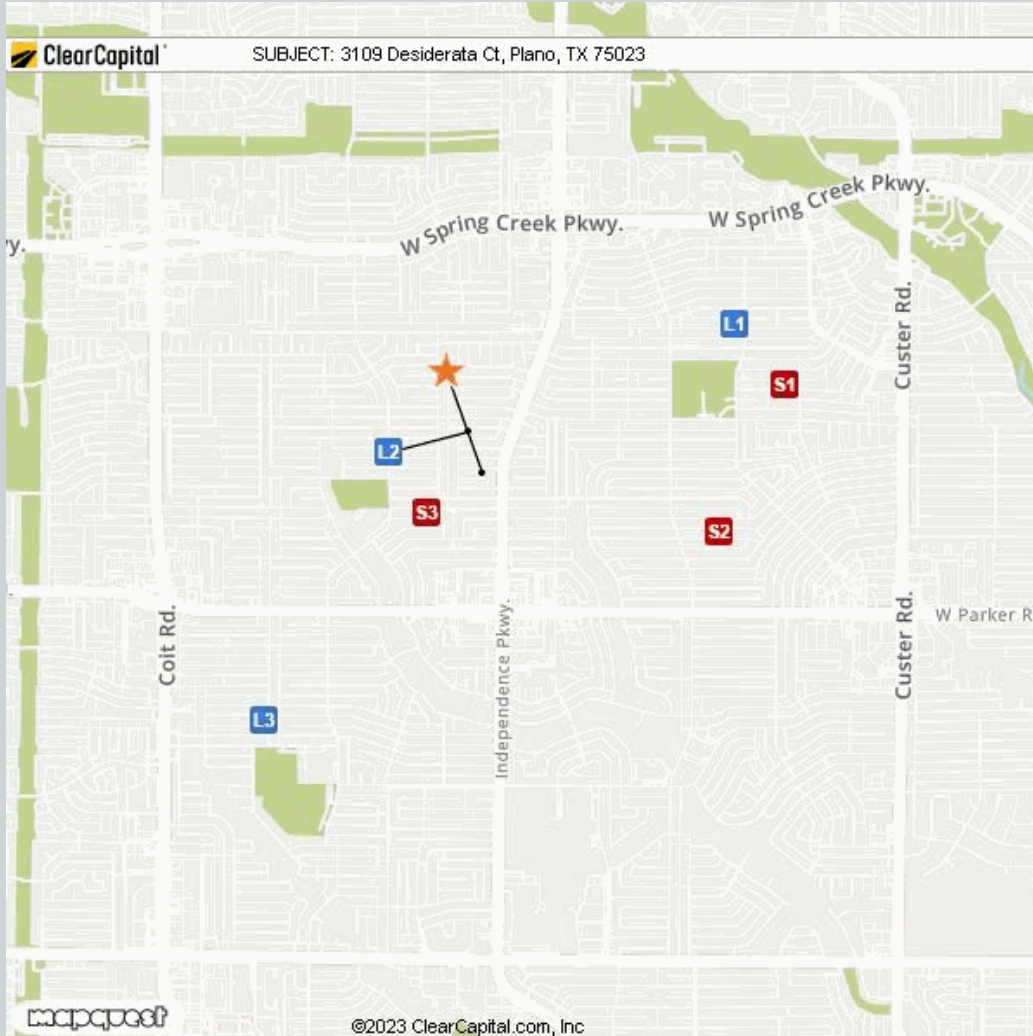 ClearCapital
SUBJECT: 3109 Desiderata Ct, Plano, TX 75023
W Spring Creek Pkwy.
W Spring Creek Pkwy.
y.
L1
Custer Rd.
S1
L2
S3
S2
Independence Pkwy.
Coit Rd.
Custer Rd.
W Parker R
L3
mapquest
©2023 ClearCapital.com, Inc